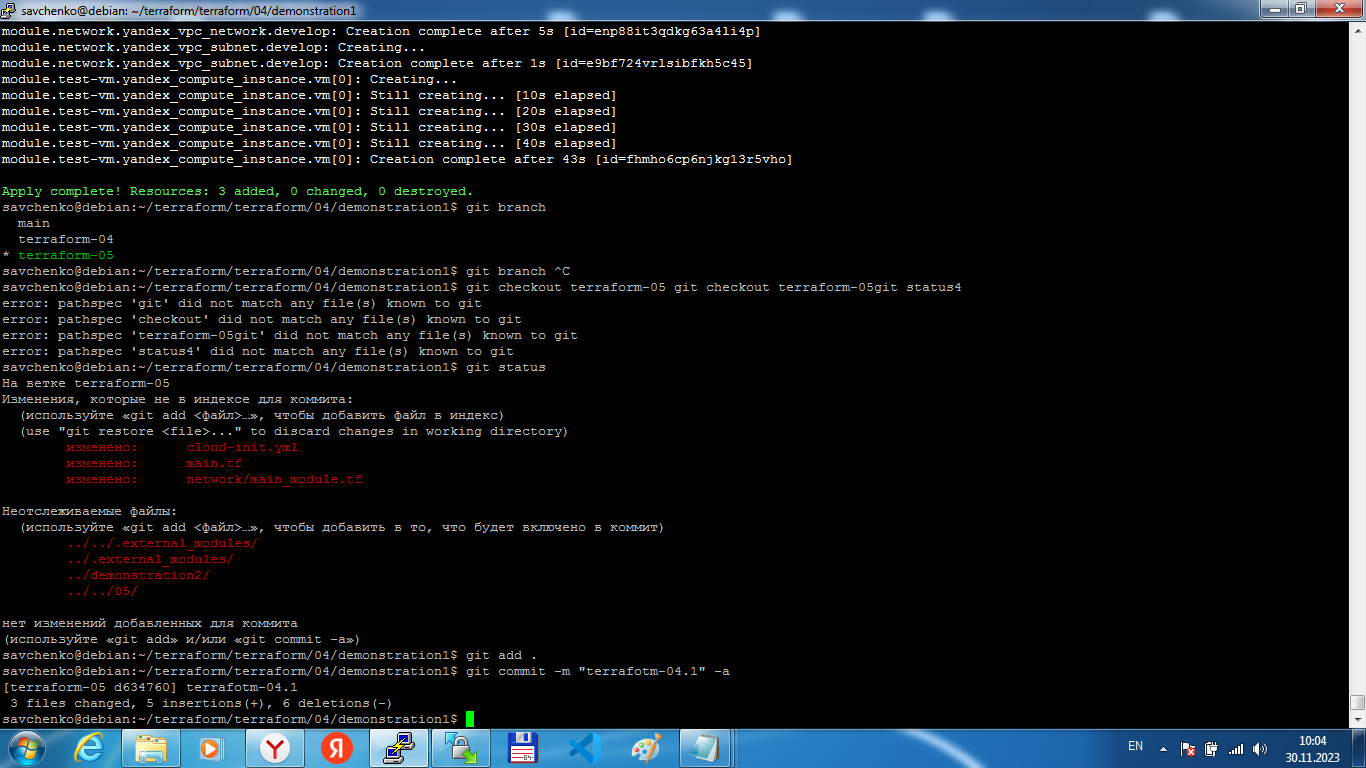 savchenko@debian: ~/terraform/terraform/04/demonstration1
module.network.yandex_vpc_network.develop: Creation complete after 5s [id=enp88it3qdkg63a4li4p]
module.network.yandex_vpc_subnet.develop: Creating...
module.network.yandex_vpc_subnet.develop: Creation complete after 1s [id=e9bf724vrlsibfkh5c45]
module.test-vm.yandex_compute_instance.vm[0]: Creating...
module.test-vm.yandex_compute_instance.vm[0]: Still creating... [10s elapsed]
module.test-vm.yandex_compute_instance.vm[0]: Still creating... [20s elapsed]
module.test-vm.yandex_compute_instance.vm[0]: Still creating... [30s elapsed]
module.test-vm.yandex_compute_instance.vm[0]: Still creating... [40s elapsed]
module.test-vm.yandex_compute_instance.vm[0]: Creation complete after 43s [id=fhmho6cp6njkg13r5vho]
Apply complete! Resources: 3 added, 0 changed, 0 destroyed.
savchenko@debian:~/terraform/terraform/04/demonstration1$ git branch
main
terraform-04
* terraform-05
savchenko@debian:~/terraform/terraform/04/demonstration1$ git branch ^C
savchenko@debian:~/terraform/terraform/04/demonstration1$ git checkout terraform-05 git checkout terraform-05git status4
error: pathspec 'git' did not match any file(s) known to git
error: pathspec 'checkout' did not match any file(s) known to git
error: pathspec 'terraform-05git' did not match any file(s) known to git
error: pathspec 'status4' did not match any file(s) known to git
savchenko@debian:~/terraform/terraform/04/demonstration1$ git status
На ветке terraform-05
Изменения, которые не в индексе для коммита:
(используйте «git add <файл>…», чтобы добавить файл в индекс)
(use "git restore <file>..." to discard changes in working directory)
изменено: cloud-init.yml
изменено: main.tf
изменено: network/main_module.tf
Неотслеживаемые файлы:
(используйте «git add <файл>…», чтобы добавить в то, что будет включено в коммит)
../../.external_modules/
../.external_modules/
../demonstration2/
../../05/
нет изменений добавленных для коммита
(используйте «git add» и/или «git commit -a»)
savchenko@debian:~/terraform/terraform/04/demonstration1$ git add .
savchenko@debian:~/terraform/terraform/04/demonstration1$ git commit -m "terrafotm-04.1" -a
[terraform-05 d634760] terrafotm-04.1
3 files changed, 5 insertions(+), 6 deletions(-)
savchenko@debian:~/terraform/terraform/04/demonstration1$
EN
10:04
30.11.2023